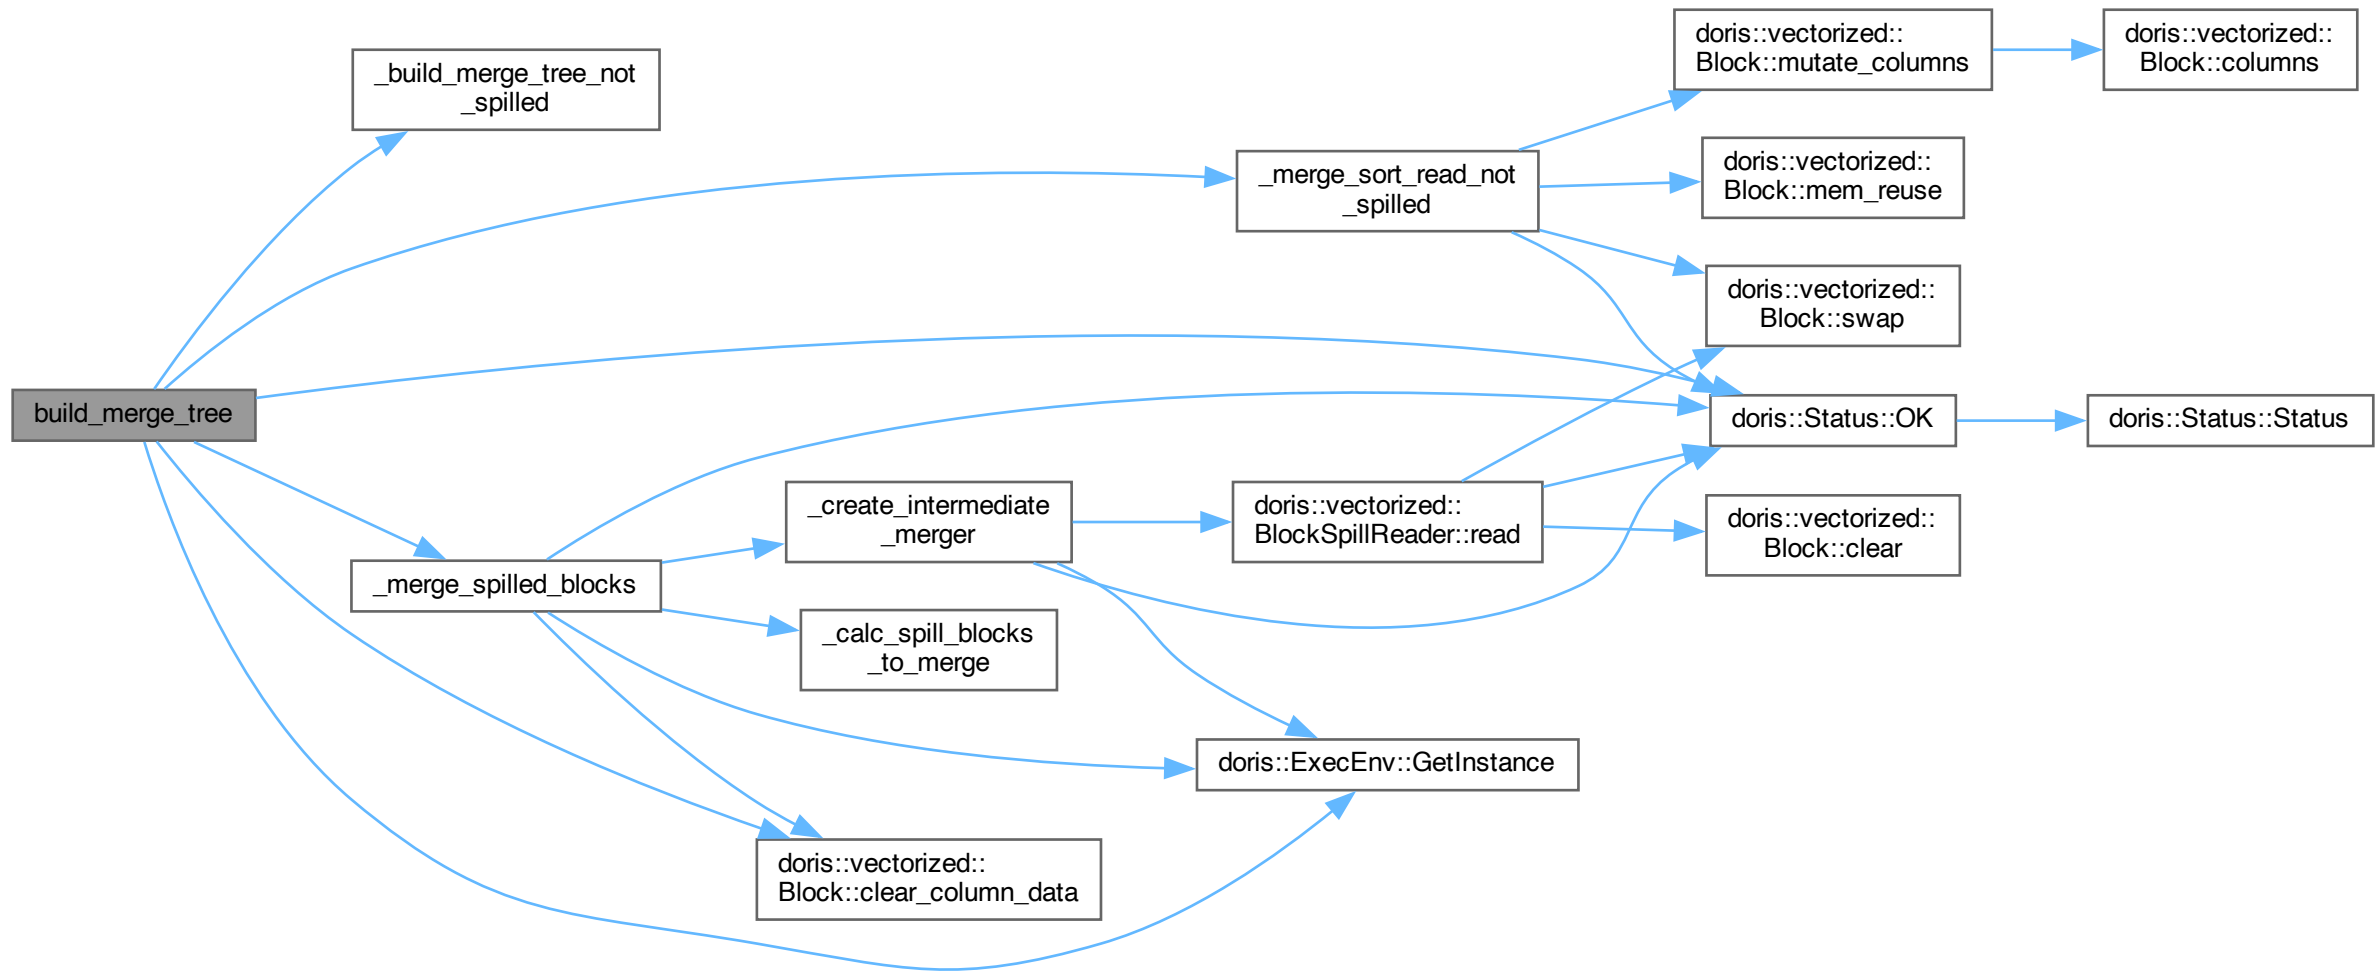 build_merge_tree
_build_merge_tree_not
_spilled
_merge_sort_read_not
_spilled
doris::vectorized::
Block::mutate_columns
doris::vectorized::
Block::columns
doris::vectorized::
Block::mem_reuse
doris::vectorized::
Block::swap
doris::Status::OK
doris::Status::Status
_merge_spilled_blocks
_create_intermediate
_merger
doris::vectorized::
BlockSpillReader::read
doris::vectorized::
Block::clear
_calc_spill_blocks
_to_merge
doris::ExecEnv::GetInstance
doris::vectorized::
Block::clear_column_data